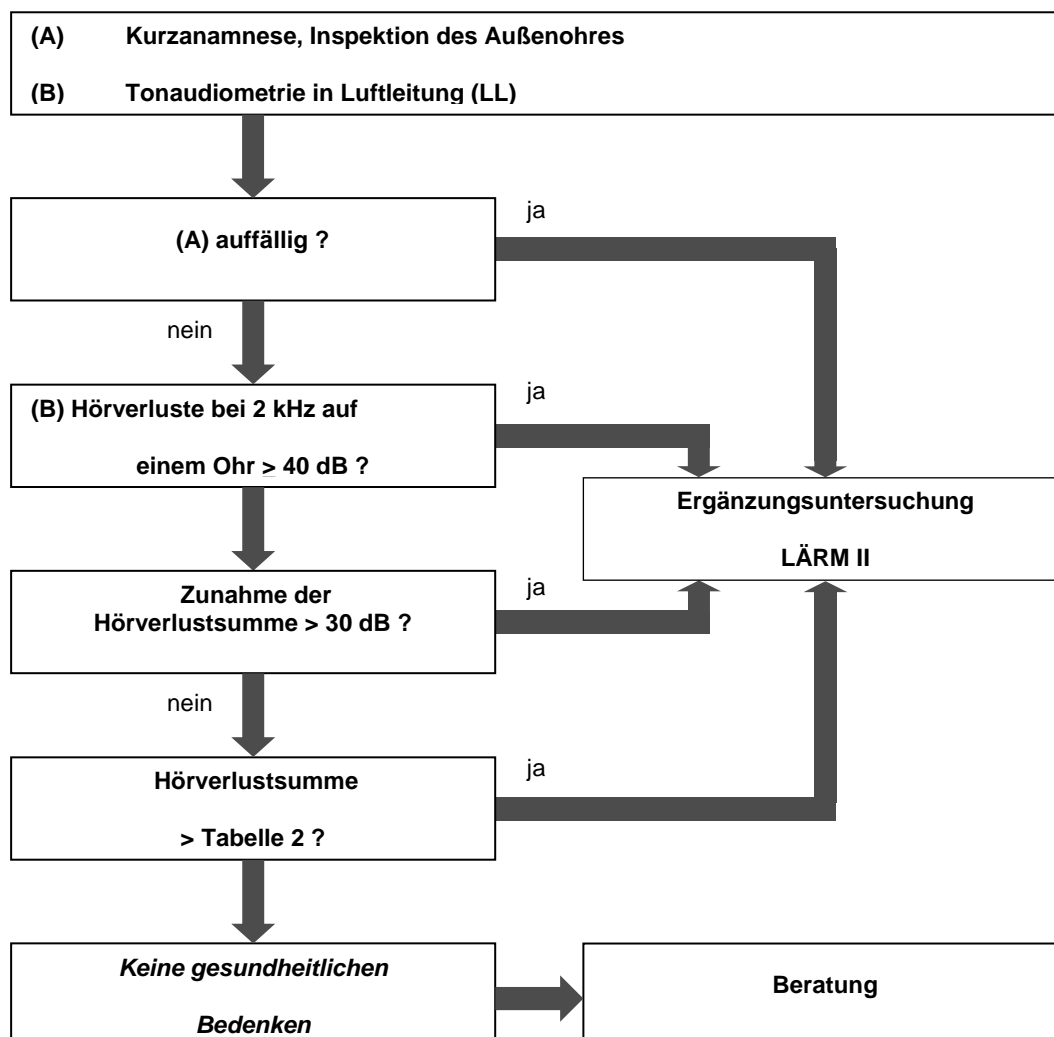 (A) Kurzanamnese, Inspektion des Außenohres
(B) Tonaudiometrie in Luftleitung (LL)
(A) auffällig ?
ja
nein
(B) Hörverluste bei 2 kHz auf
einem Ohr ≥ 40 dB ?
ja
Ergänzungsuntersuchung
LÄRM II
Zunahme der
Hörverlustsumme > 30 dB ?
ja
nein
Hörverlustsumme
> Tabelle 2 ?
ja
Keine gesundheitlichen
Bedenken
Beratung